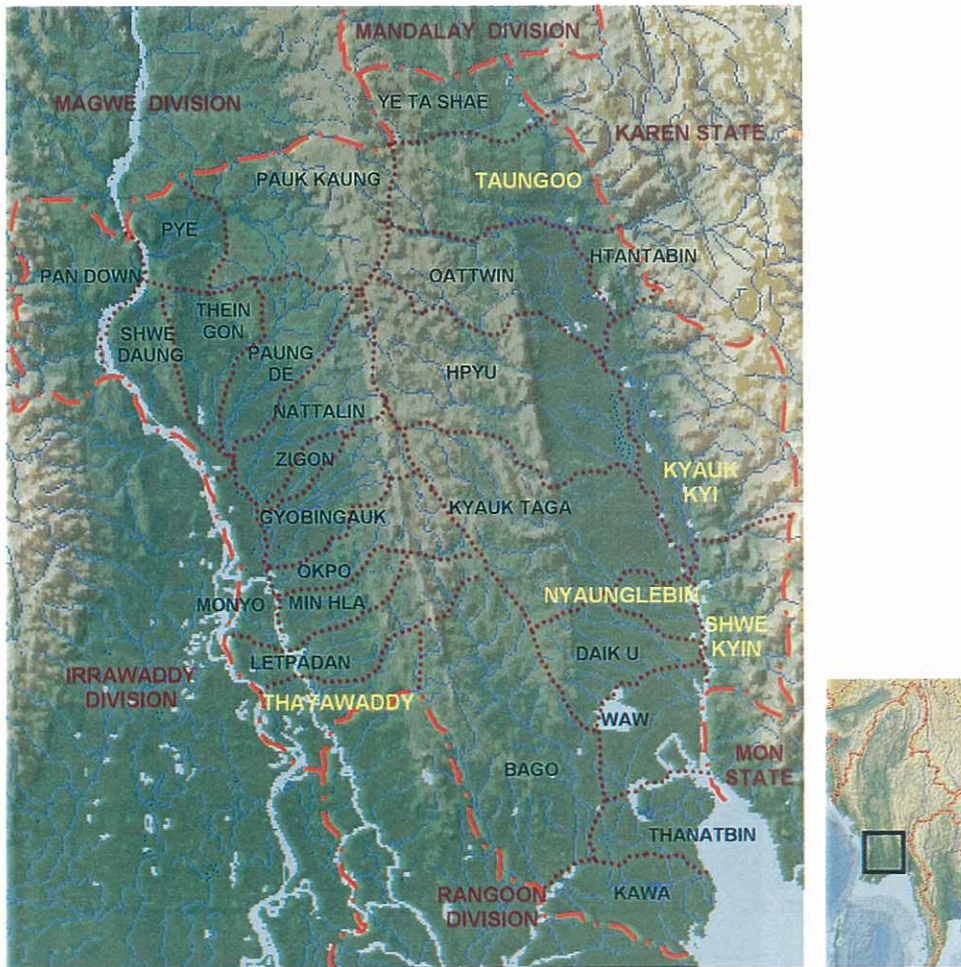 MANDALAY DIVISION
MAGWE DIVISION
YE TA SHAE
KAREN STATE
PAUK KAUNG
TAUNGOO
PYE
PAN DOWN
OATTWIN
HTANTABIN
THEIN
GON
SHWE
DAUNG
PAUNG
DE
HPYU
NATTALIN
ZIGON
KYAUK
KYI
GYOBINGAUK
KYAUK TAGA
OKPO
MONYO
MIN HLA
NYAUNGLEBIN
SHWE
KYIN
LETPADAN
DAIK U
IRRAWADDY
DIVISION
THAYAWADDY
WAW
BAGO
MON
STATE
THANATBIN
RANGOON
DIVISION
KAWA